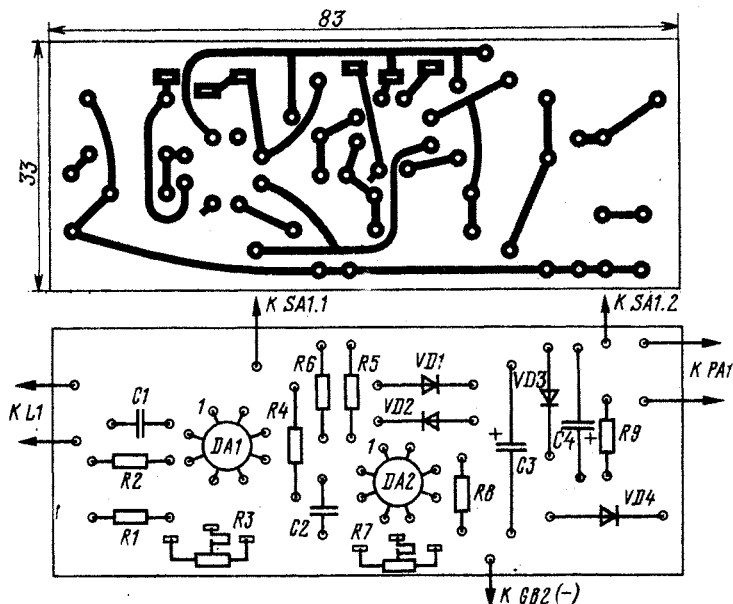 83
33
К SA1.1
К SA1.2
К PA1
К L1
R6
R5
VD1
VD3
C1
1
R4
VD2
DA1
1
+
C3
C4
+
R9
R2
DA2
R8
VD4
R1
R3
C2
R7
К GB2(-)